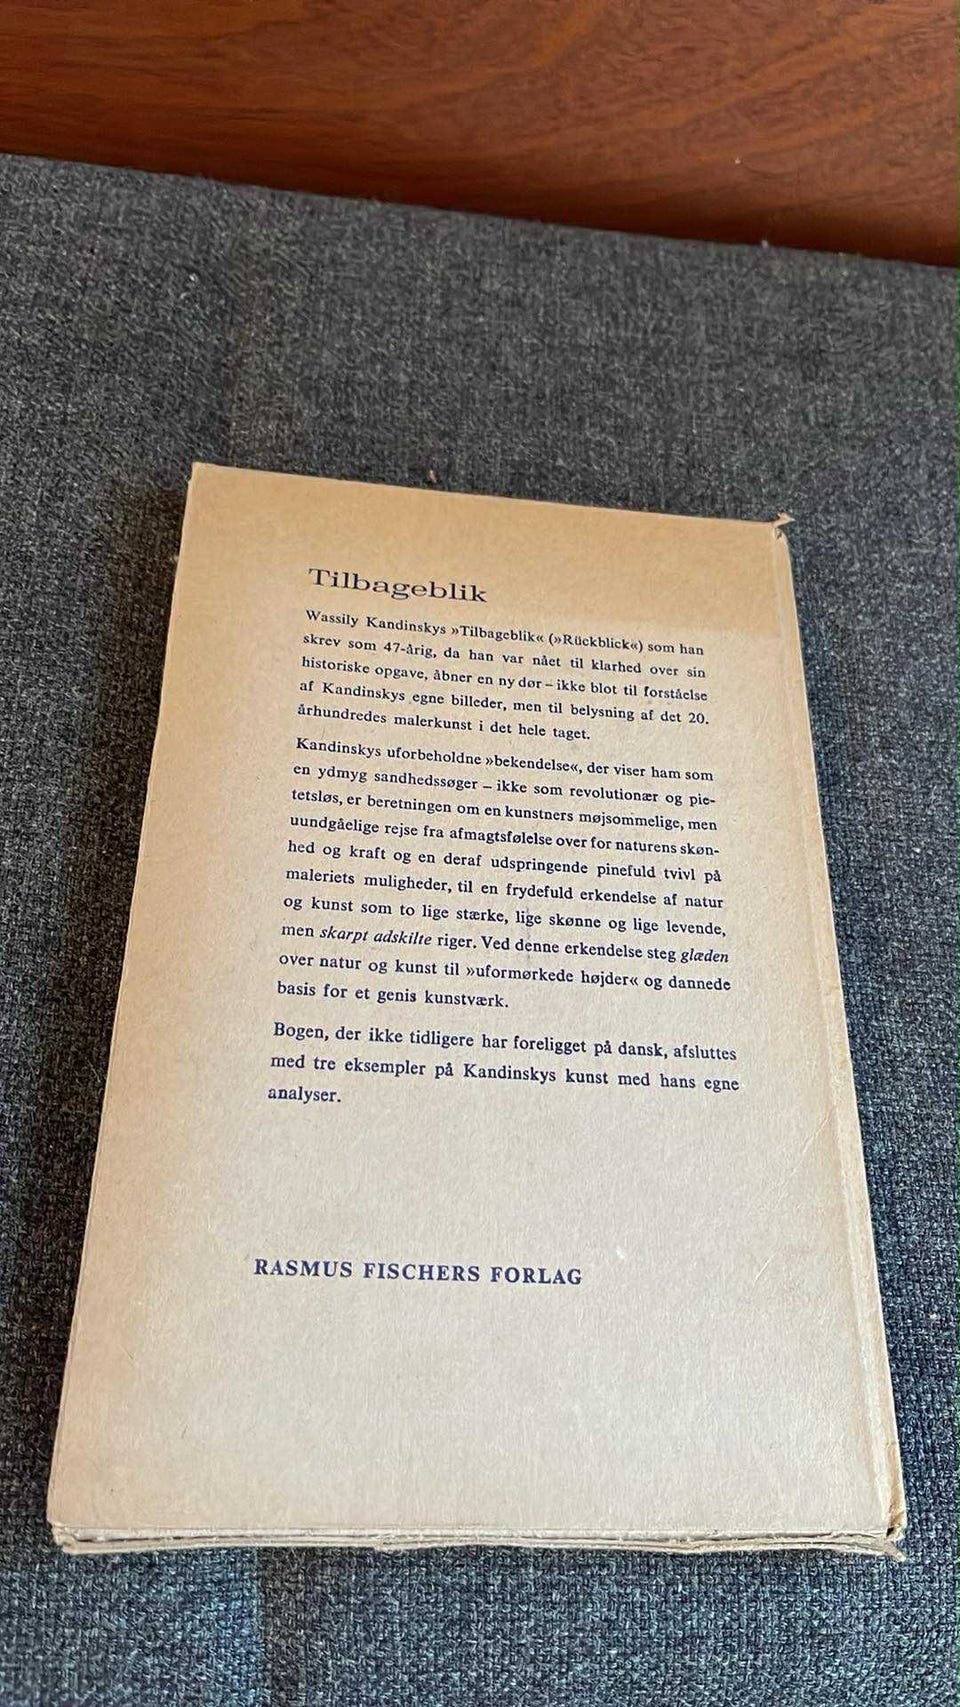 Tilbageblik
Wassily Kandinskys »Tilbageblik« (»Rückblick«) som han
skrev som 47-årig, da han var nået til klarhed over sin
historiske opgave, åbner en ny dør – ikke blot til forståelse
af Kandinskys egne billeder, men til belysning af det 20.
århundredes malerkunst i det hele taget.
Kandinskys uforbeholdne »bekendelse«, der viser ham som
en ydmyg sandhedssøger – ikke som revolutionær og pie-
tetsløs, er beretningen om en kunstners møjsommelige, men
uundgåelige rejse fra afmagtsfølelse over for naturens skøn-
hed og kraft og en deraf udspringende pinefuld tvivl på
maleriets muligheder, til en frydefuld erkendelse af natur
og kunst som to lige stærke, lige skønne og lige levende,
men skarpt adskilte riger. Ved denne erkendelse steg glæden
over natur og kunst til »uformørkede højder« og dannede
basis for et genis kunstværk.
Bogen, der ikke tidligere har foreligget på dansk, afsluttes
med tre eksempler på Kandinskys kunst med hans egne
analyser.
RASMUS FISCHERS FORLAG